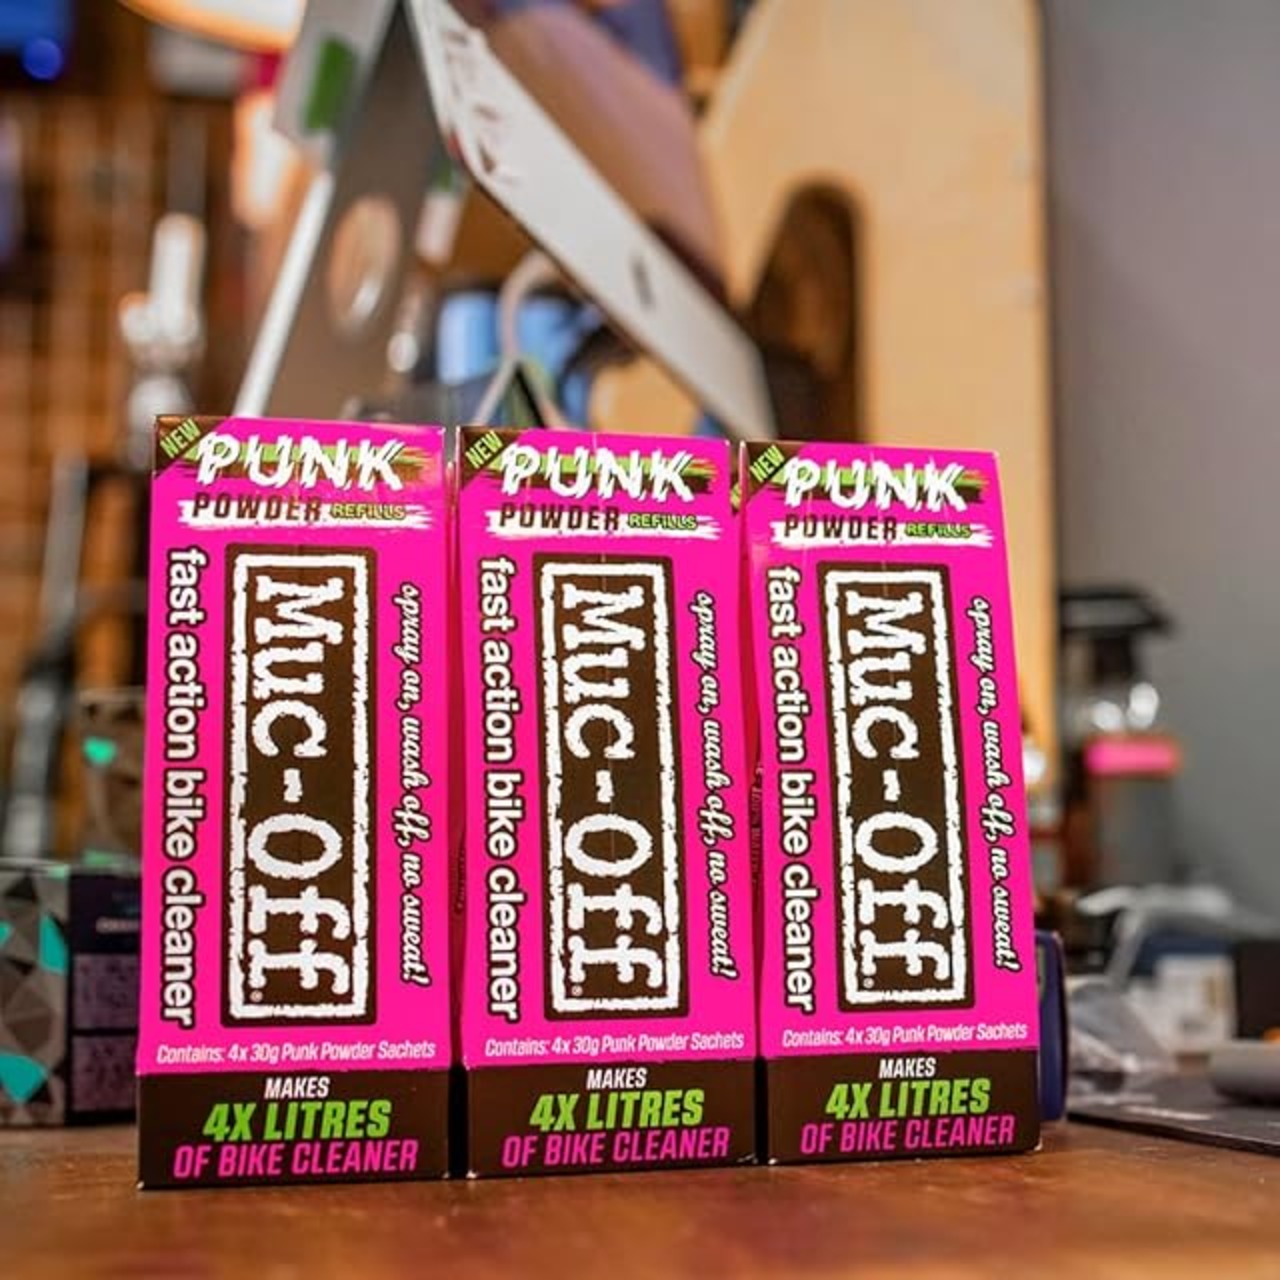 NEW
PUNK
POWDER REFILLS
fast action bike cleaner
Muc-Off
spray on, wash off, no sweat!
Contains: 4x 30g Punk Powder Sachets
MAKES
4X LITRES
OF BIKE CLEANER
NEW
PUNK
POWDER REFILLS
fast action bike cleaner
Muc-Off
spray on, wash off, no sweat!
Contains: 4x 30g Punk Powder Sachets
MAKES
4X LITRES
OF BIKE CLEANER
NEW
PUNK
POWDER REFILLS
fast action bike cleaner
Muc-Off
spray on, wash off, no sweat!
Contains: 4x 30g Punk Powder Sachets
MAKES
4X LITRES
OF BIKE CLEANER